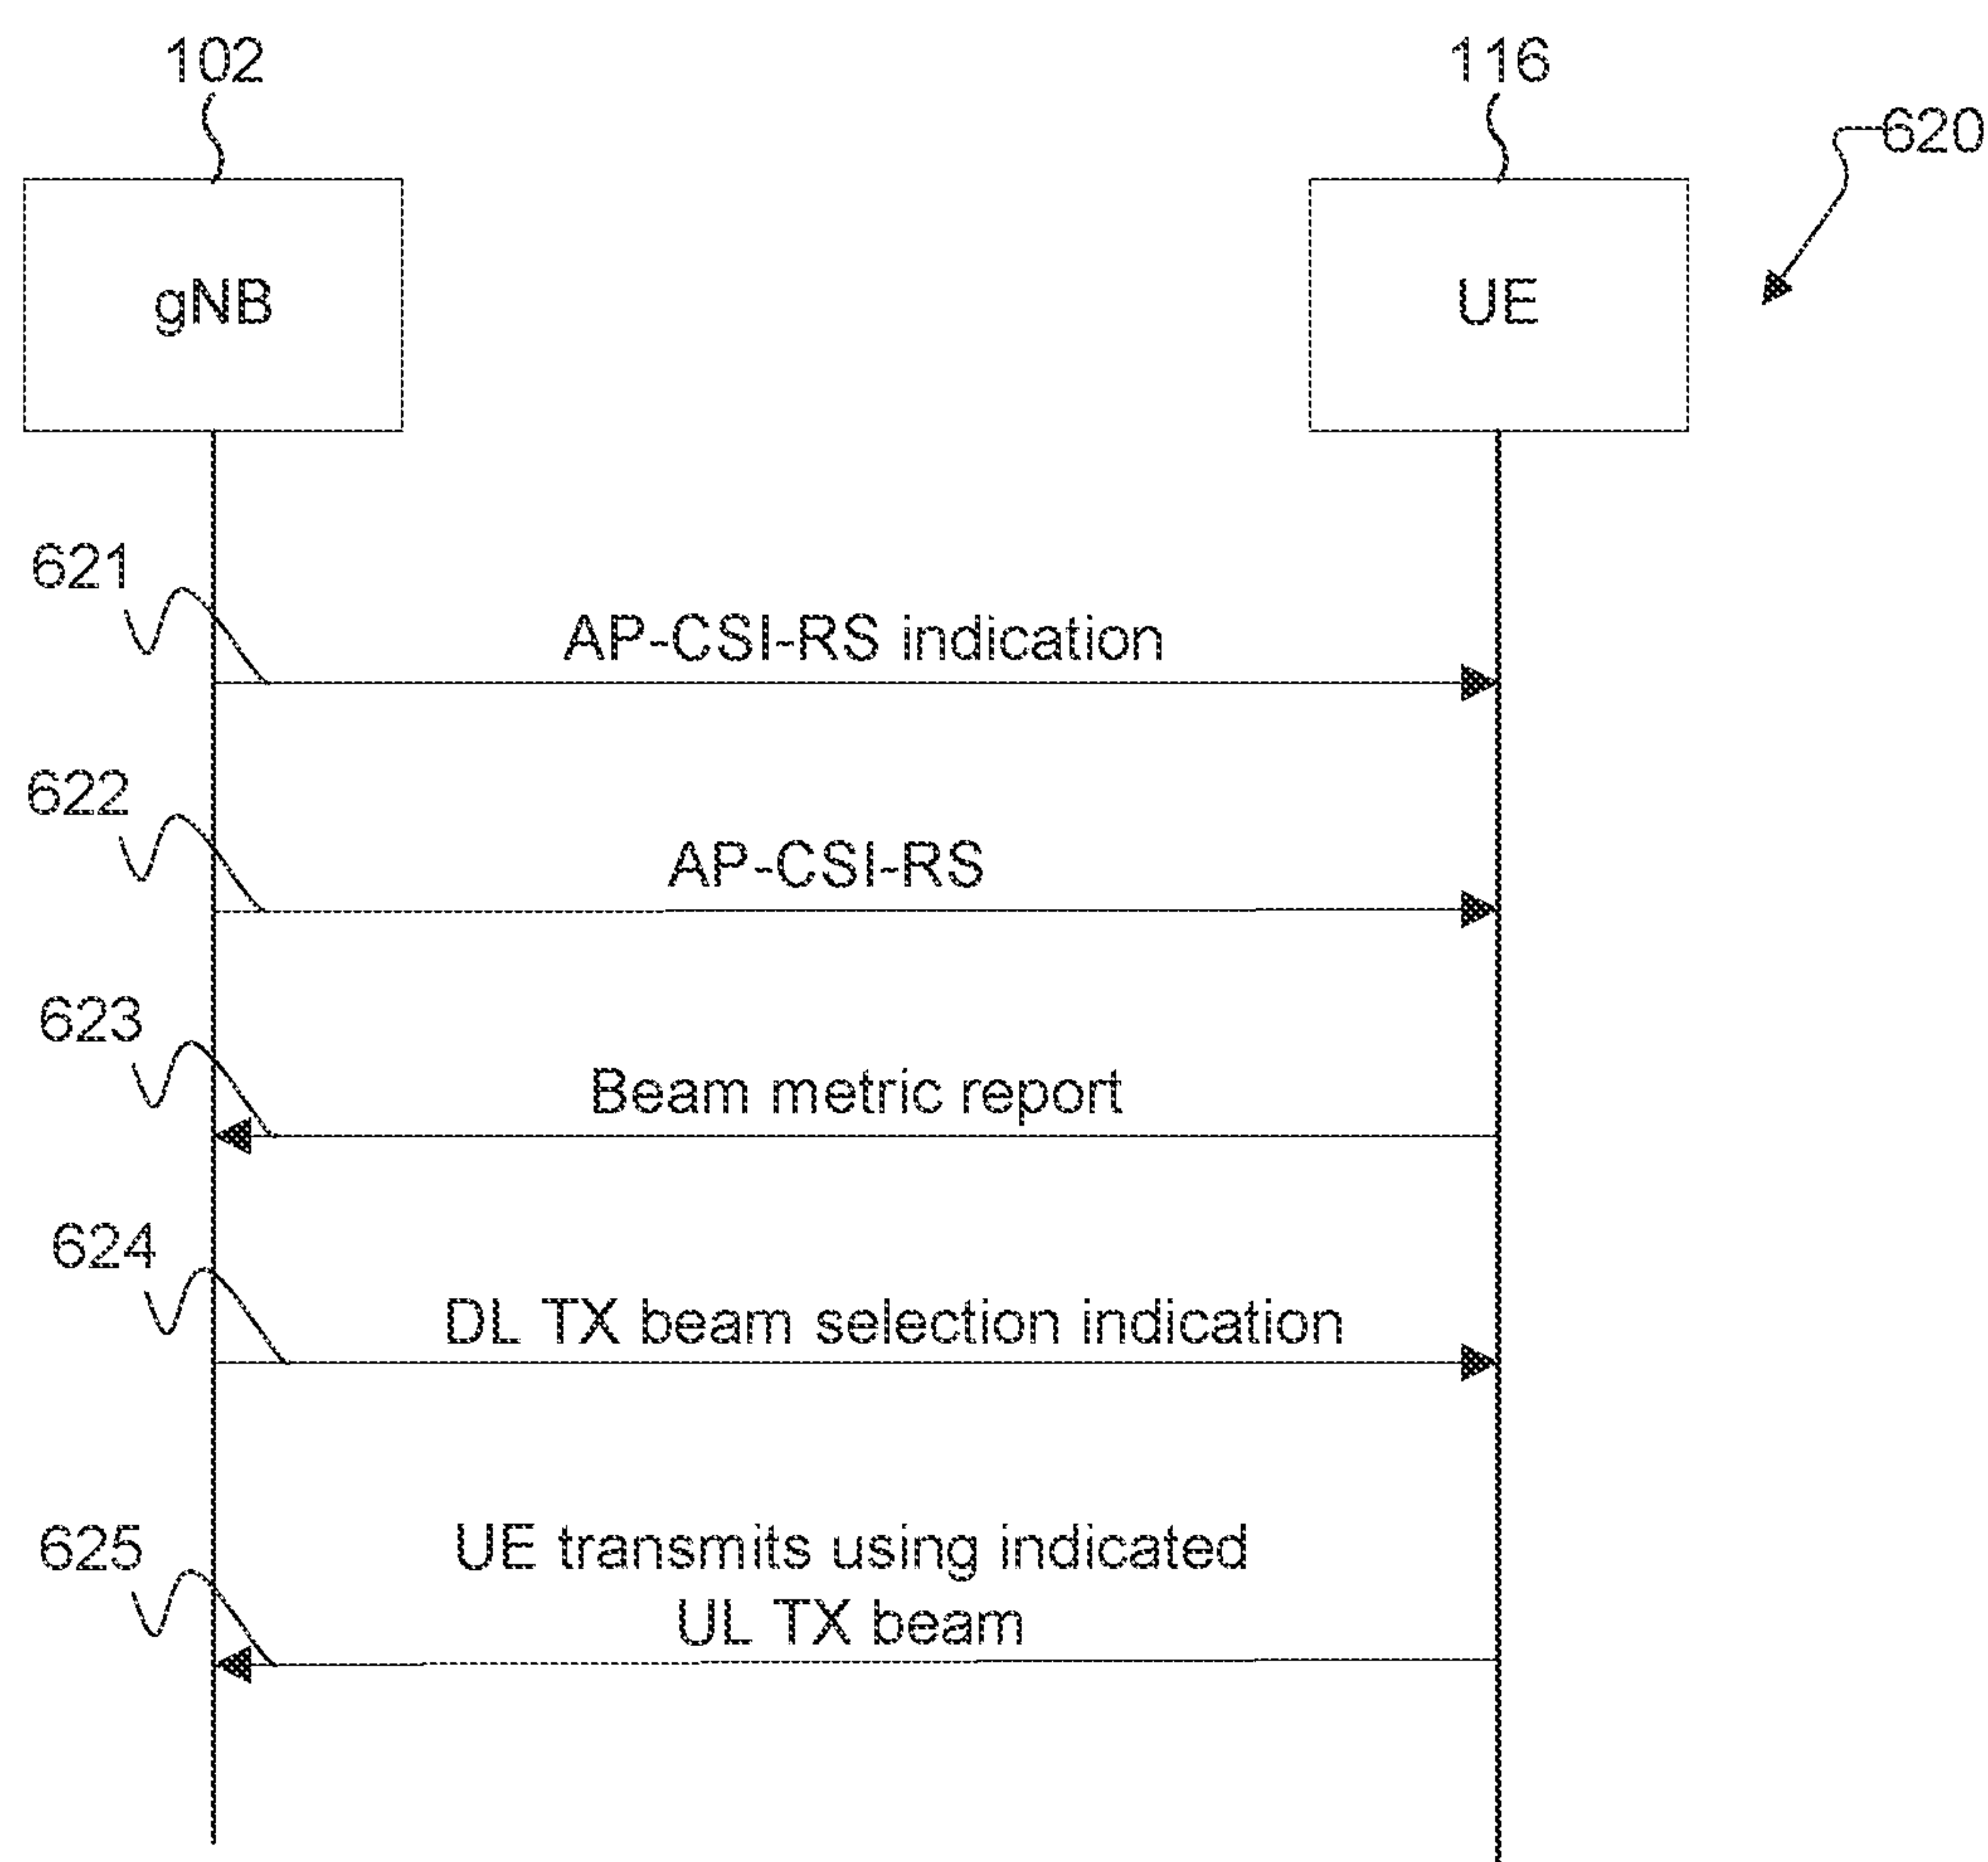 102
116
620
gNB
UE
621
AP-CSI-RS indication
622
AP-CSI-RS
623
Beam metric report
624
DL TX beam selection indication
625
UE transmits using indicated
UL TX beam